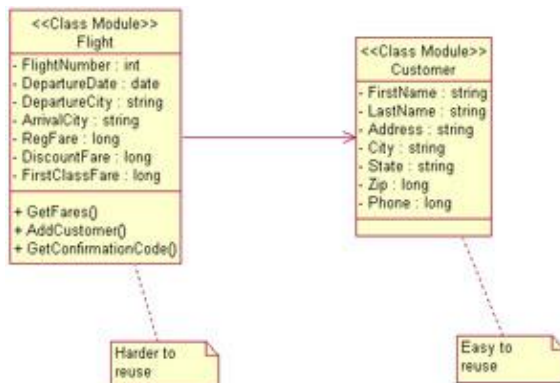 <<Class Module>>
Flight
- FlightNumber : int
- DepartureDate : date
- DepartureCity : string
- ArrivalCity : string
- RegFare : long
- DiscountFare : long
- FirstClassFare : long
+ GetFares()
+ AddCustomer()
+ GetConfirmationCode()
<<Class Module>>
Customer
- FirstName : string
- LastName : string
- Address : string
- City : string
- State : string
- Zip : long
- Phone : long
Harder to
reuse
Easy to
reuse